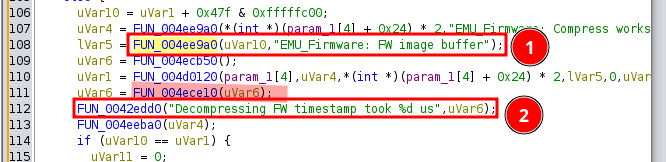 106 uVar10 = uVar1 + 0x47f & 0xfffffc00;
107 uVar4 = FUN_004ee9a0(*(int *)(param_1[4] + 0x24) * 2,"EMU_Firmware: Compress works
108 lVar5 = FUN_004ee9a0(uVar10,"EMU_Firmware: FW image buffer"); 1
109 uVar6 = FUN_004ecb50();
110 uVar1 = FUN_004d0120(param_1[4],uVar4,*(int *)(param_1[4] + 0x24) * 2,lVar5,0,uVar
111 uVar6 = FUN_004ece10(uVar6);
112 FUN_0042edd0("Decompressing FW timestamp took %d us",uVar6); 2
113 FUN_004eeba0(uVar4);
114 if (uVar10 == uVar1) {
115 uVar11 = 0;